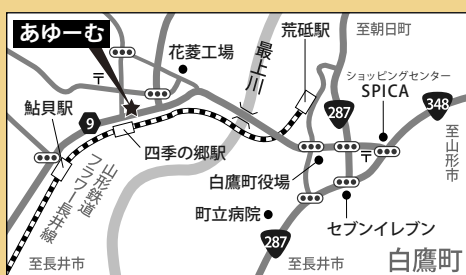 あゆーむ
荒砥駅
至朝日町
花菱工場
最上川
〒
ショッピングセンター
SPICA
鮎貝駅
9
287
348
四季の郷駅
至山形市
〒
山形鉄道
フラワー長井線
白鷹町役場
町立病院
セブンイレブン
287
至長井市
至長井市
白鷹町